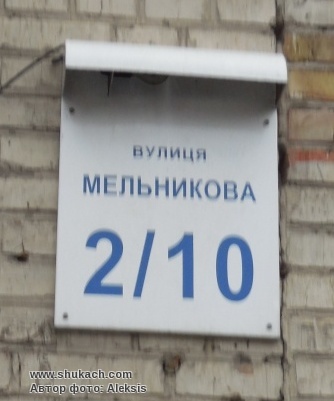 ВУЛИЦЯ
МЕЛЬНИКОВА
2/10
www.shukach.com
Автор фото: Aleksis